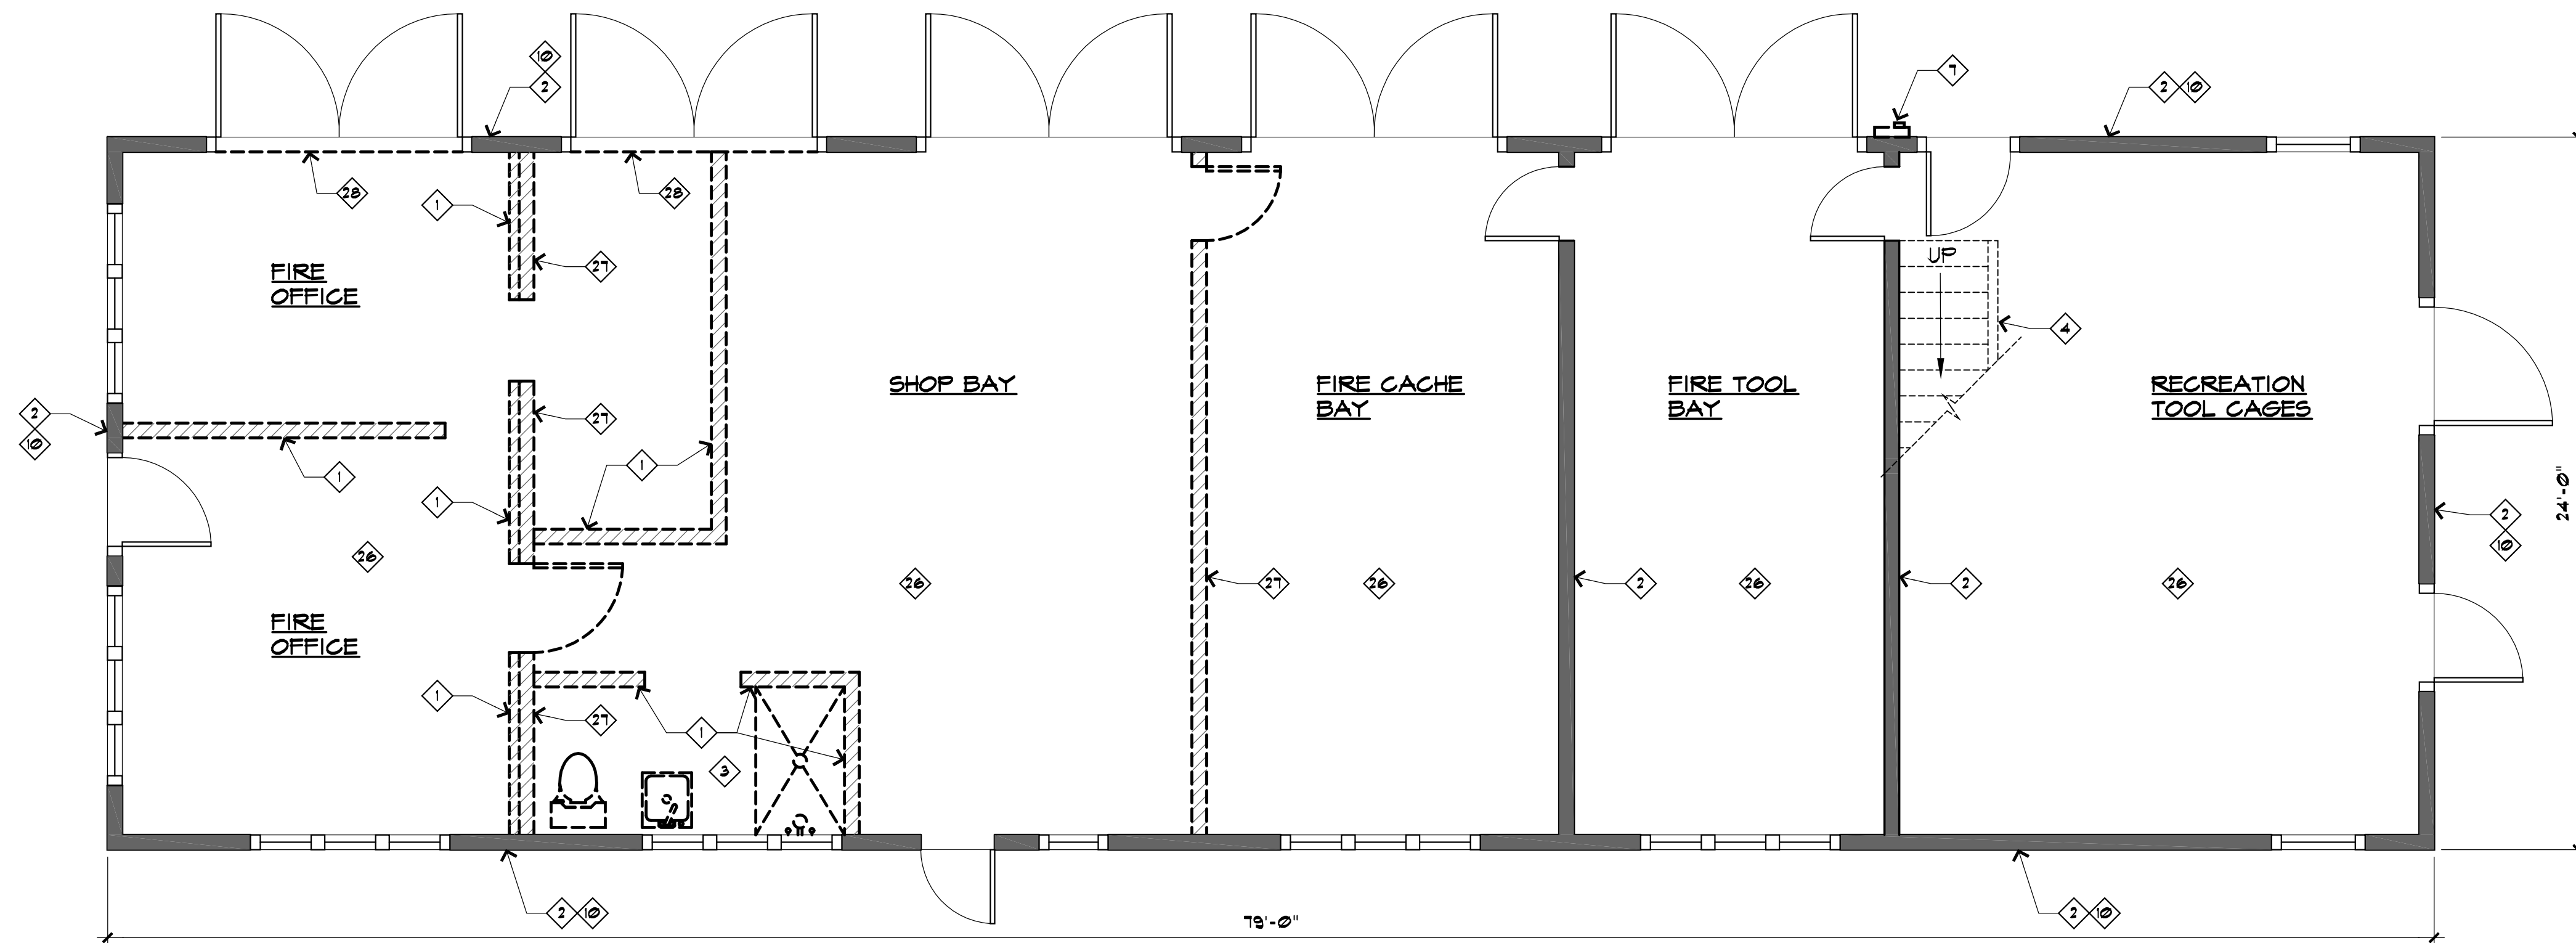 10
2
7
2 10
28
28
1
27
UP
FIRE
OFFICE
4
SHOP BAY
FIRE CACHE
BAY
FIRE TOOL
BAY
RECREATION
TOOL CAGES
2
10
27
1
1
1
24'-0"
2
10
26
26
27
26
2
26
2
26
FIRE
OFFICE
1
27
1
3
2 10
79'-0"
2 10